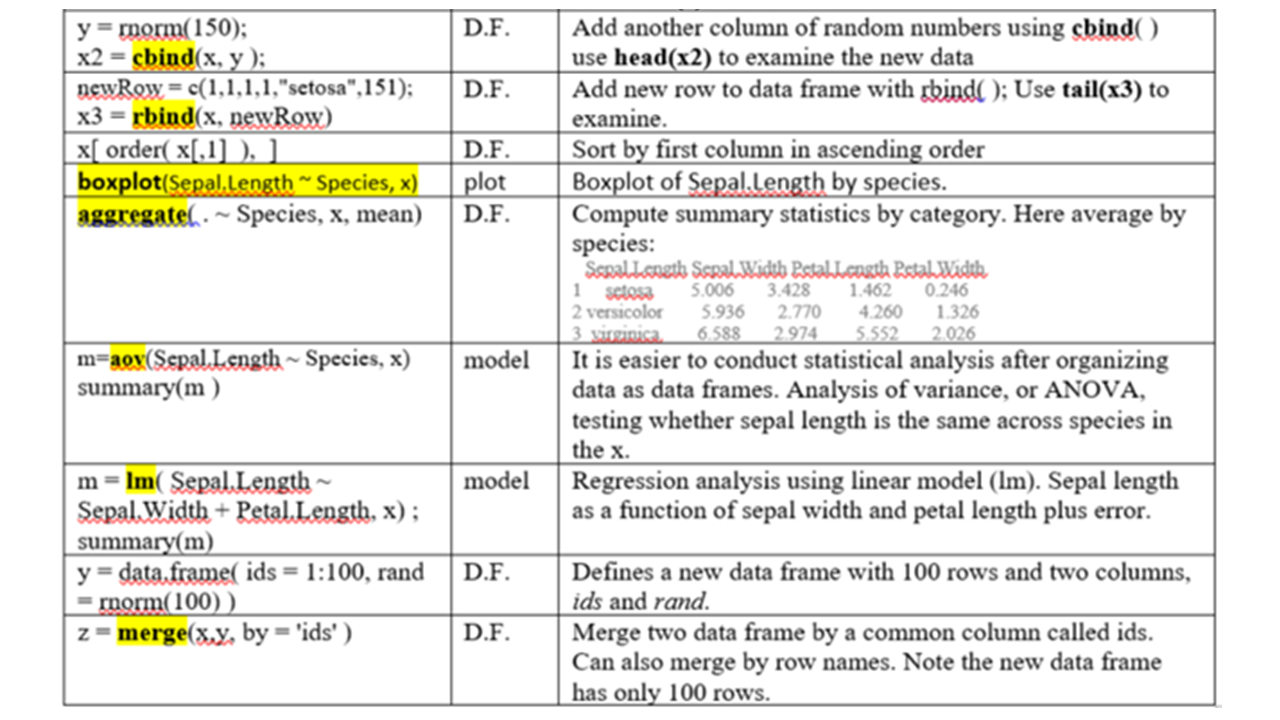 y = rnorm(150);
x2 = cbind(x, y );
D.F.
Add another column of random numbers using cbind( )
use head(x2) to examine the new data
newRow = c(1,1,1,1,"setosa",151);
x3 = rbind(x, newRow)
D.F.
Add new row to data frame with rbind( ); Use tail(x3) to
examine.
x[ order( x[,1] ), ]
D.F.
Sort by first column in ascending order
boxplot(Sepal.Length ~ Species, x)
plot
Boxplot of Sepal.Length by species.
aggregate( . ~ Species, x, mean)
D.F.
Compute summary statistics by category. Here average by
species:
Sepal.Length Sepal.Width Petal.Length Petal.Width
1 setosa 5.006 3.428 1.462 0.246
2 versicolor 5.936 2.770 4.260 1.326
3 virginica 6.588 2.974 5.552 2.026
m=aov(Sepal.Length ~ Species, x)
summary(m )
model
It is easier to conduct statistical analysis after organizing
data as data frames. Analysis of variance, or ANOVA,
testing whether sepal length is the same across species in
the x.
m = lm( Sepal.Length ~
Sepal.Width + Petal.Length, x) ;
summary(m)
model
Regression analysis using linear model (lm). Sepal length
as a function of sepal width and petal length plus error.
y = data.frame( ids = 1:100, rand
= rnorm(100) )
D.F.
Defines a new data frame with 100 rows and two columns,
ids and rand.
z = merge(x,y, by = 'ids' )
D.F.
Merge two data frame by a common column called ids.
Can also merge by row names. Note the new data frame
has only 100 rows.